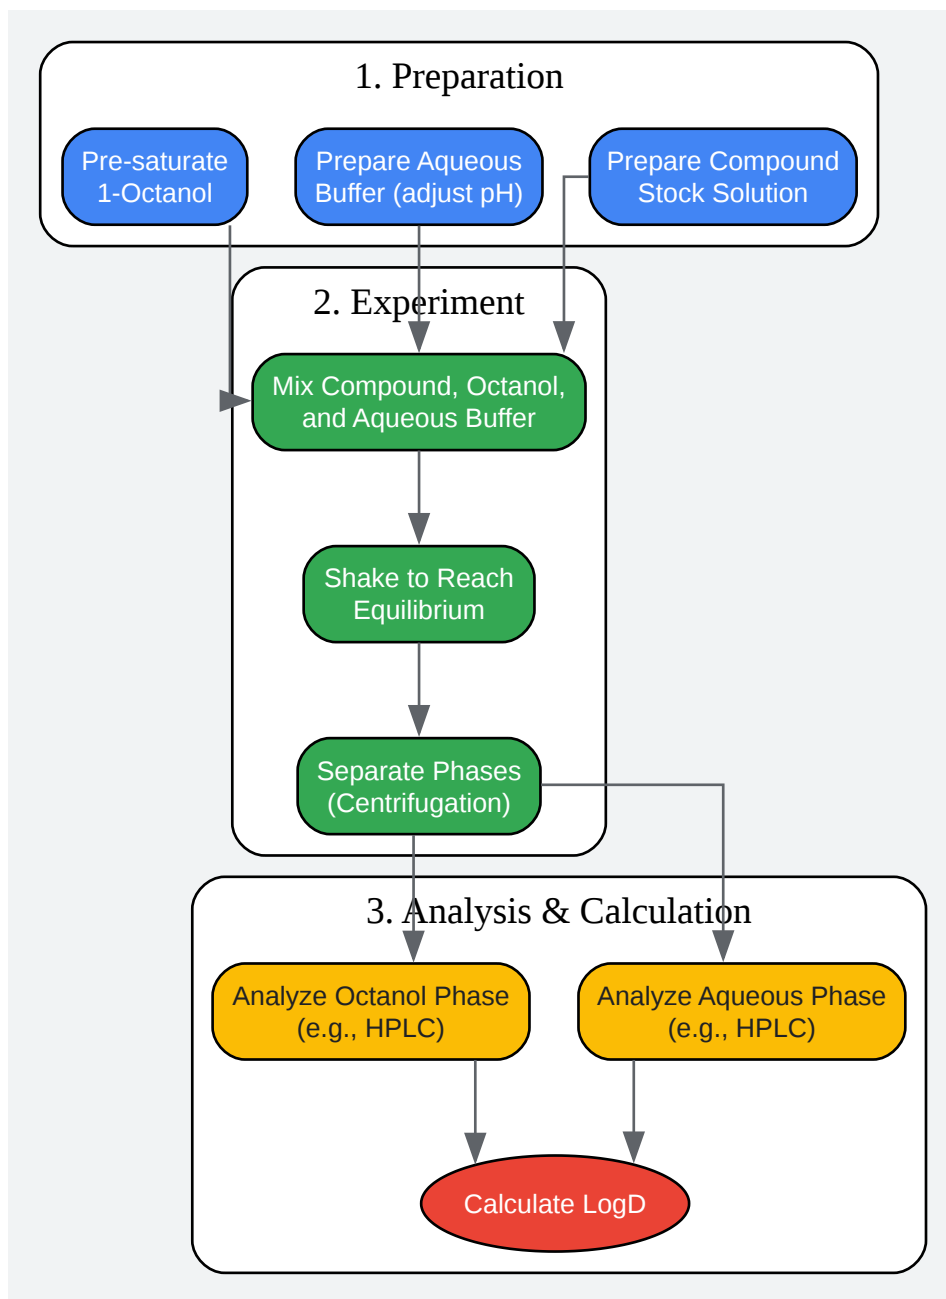 1. Preparation
Pre-saturate
1-Octanol
Prepare Aqueous
Buffer (adjust pH)
Prepare Compound
Stock Solution
2. Experiment
Mix Compound, Octanol,
and Aqueous Buffer
Shake to Reach
Equilibrium
Separate Phases
(Centrifugation)
3. Analysis & Calculation
Analyze Octanol Phase
(e.g., HPLC)
Analyze Aqueous Phase
(e.g., HPLC)
Calculate LogD